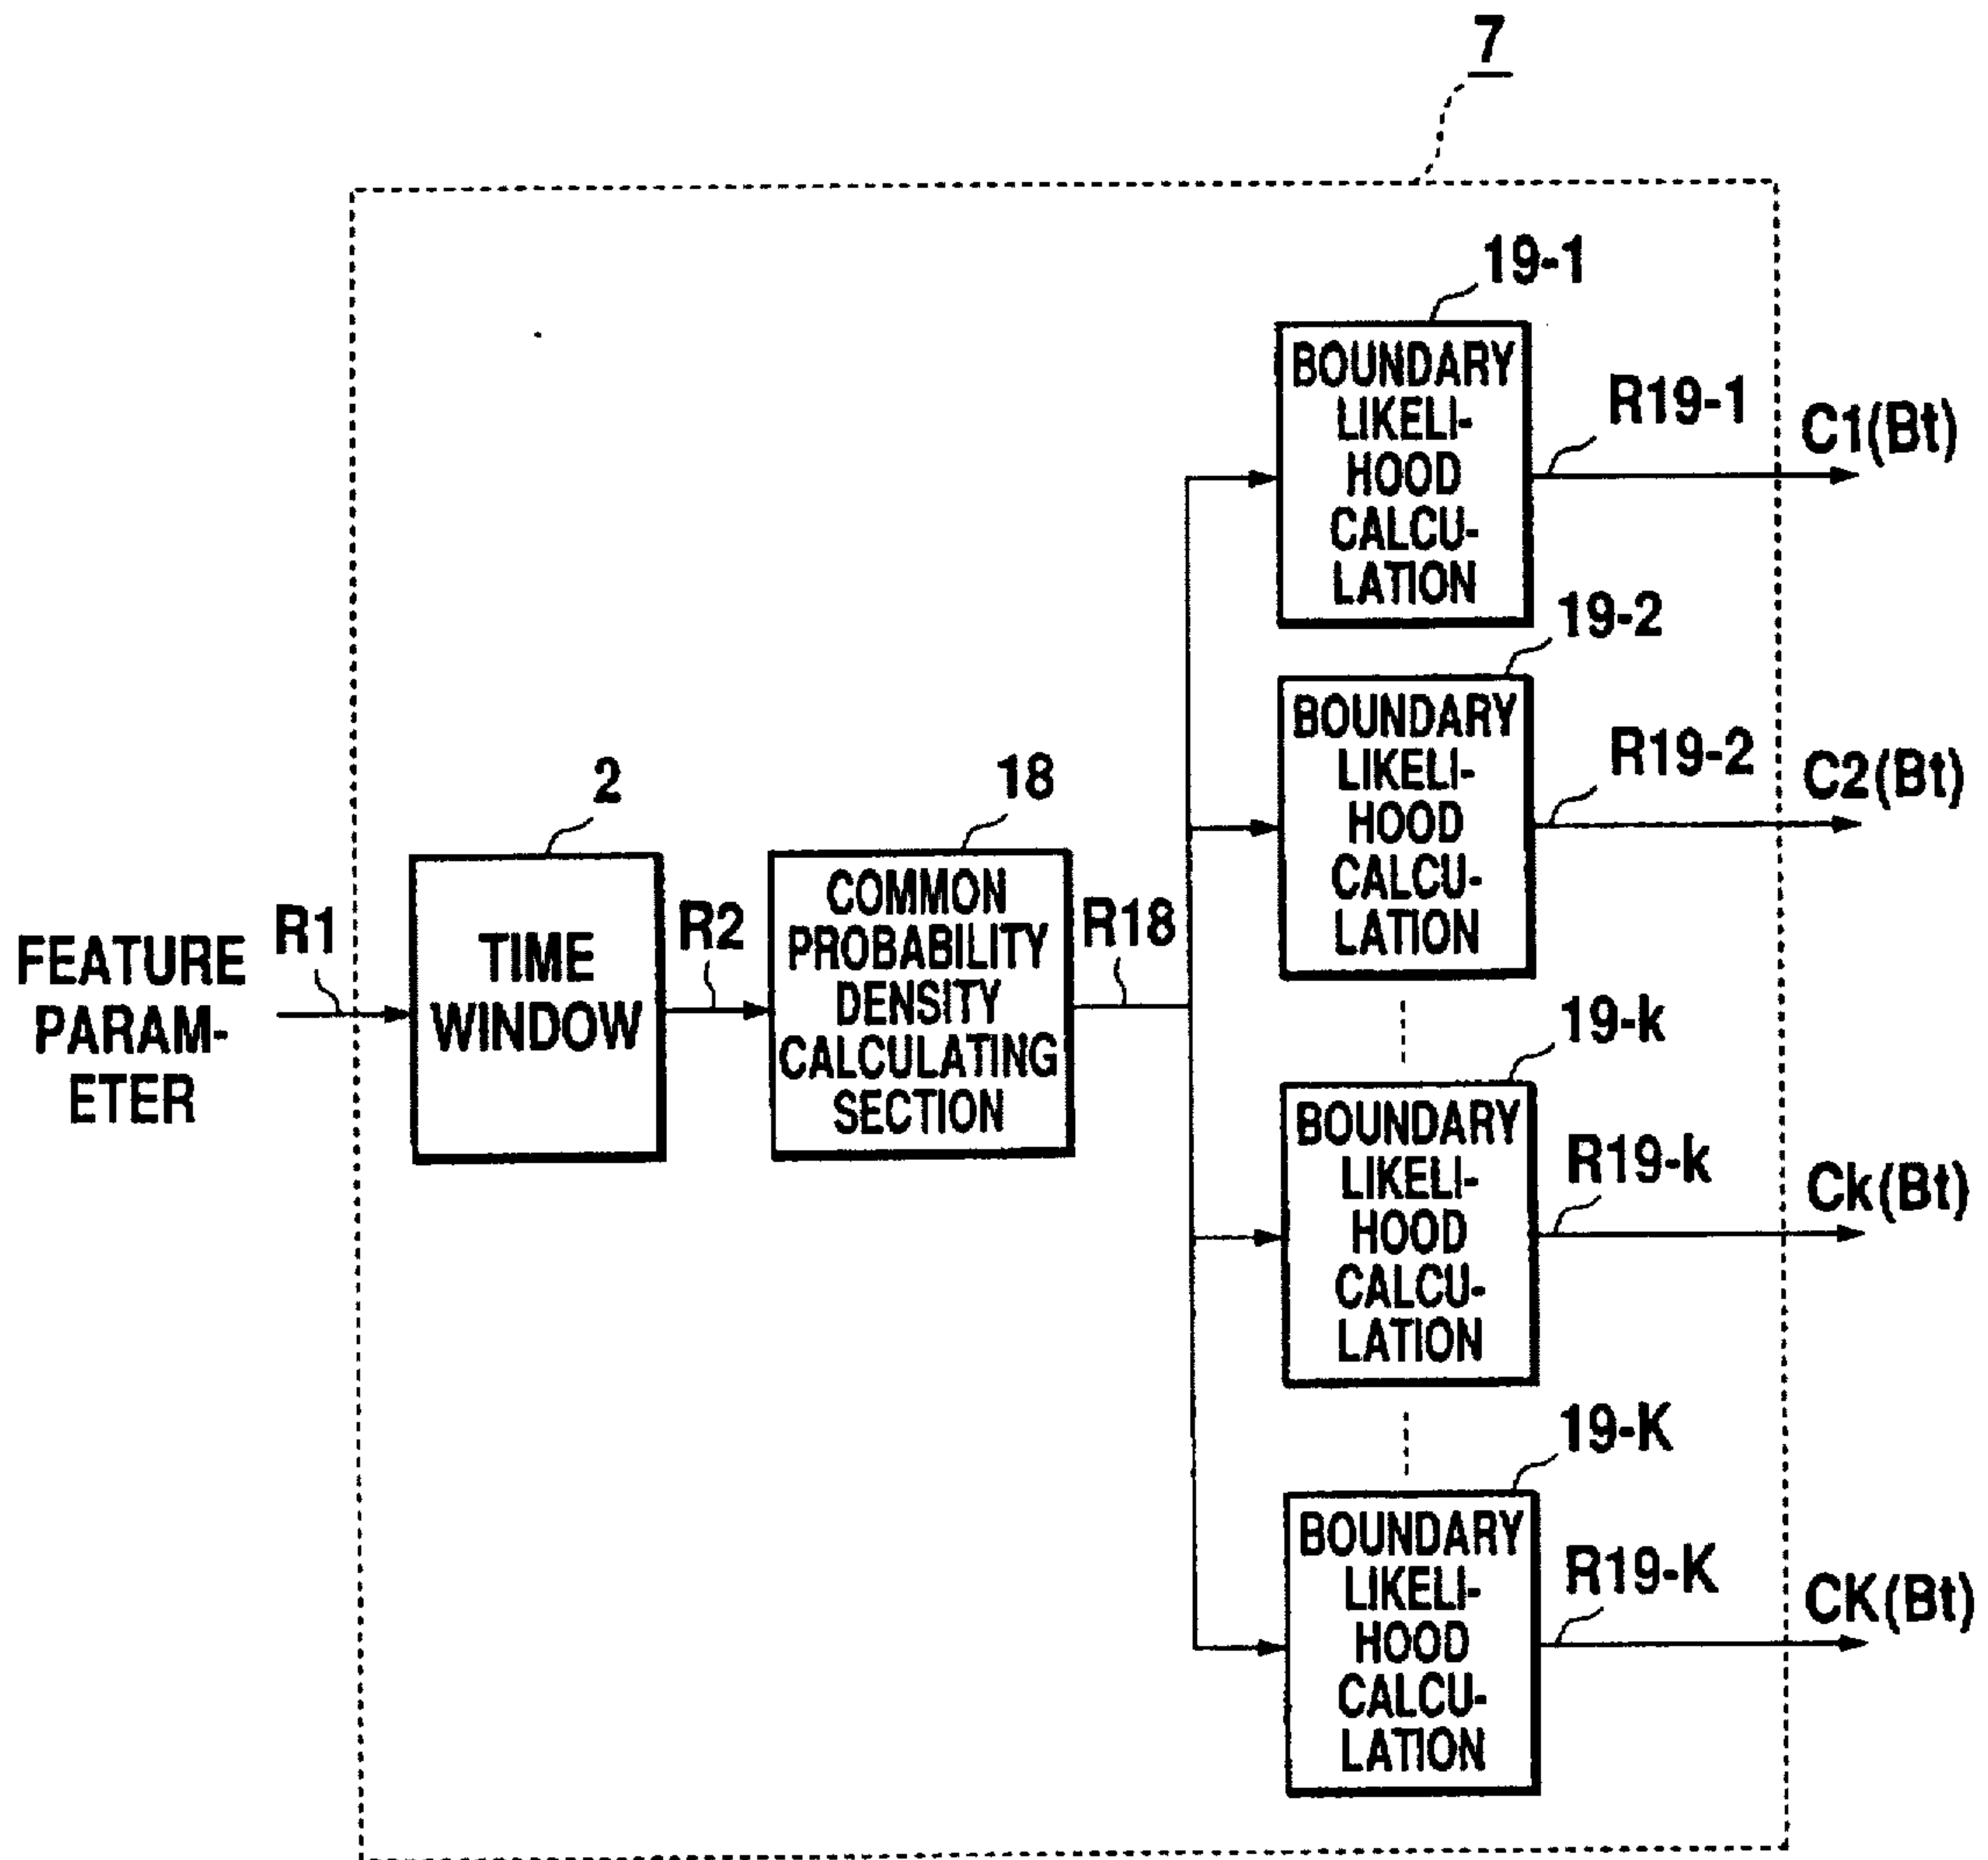 7
19-1
BOUNDARY
LIKELI-
HOOD
CALCU-
LATION
R19-1
C1(Bt)
19-2
BOUNDARY
LIKELI-
HOOD
CALCU-
LATION
R19-2
C2(Bt)
FEATURE
PARAM-
ETER
R1
2
TIME
WINDOW
R2
18
COMMON
PROBABILITY
DENSITY
CALCULATING
SECTION
R18
19-k
BOUNDARY
LIKELI-
HOOD
CALCU-
LATION
R19-k
Ck(Bt)
19-K
BOUNDARY
LIKELI-
HOOD
CALCU-
LATION
R19-K
CK(Bt)